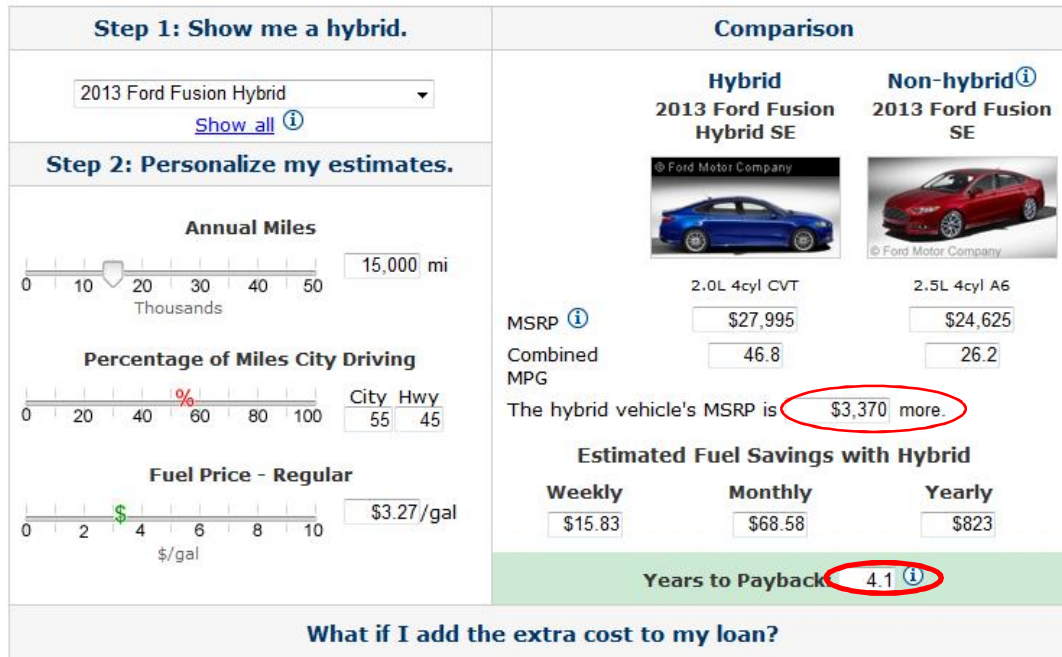 Step 1: Show me a hybrid.
2013 Ford Fusion Hybrid
Show all
Step 2: Personalize my estimates.
Annual Miles
15,000 mi
0 10 20 30 40 50
Thousands
Percentage of Miles City Driving
%
City Hwy
0 20 40 60 80 100
55 45
Fuel Price - Regular
$
$3.27/gal
0 2 4 6 8 10
$/gal
Comparison
Hybrid Non-hybrid i
2013 Ford Fusion 2013 Ford Fusion
Hybrid SE SE
© Ford Motor Company
© Ford Motor Company
2.0L 4cyl CVT 2.5L 4cyl A6
MSRP i $27,995 $24,625
Combined 46.8 26.2
MPG
The hybrid vehicle's MSRP is $3,370 more.
Estimated Fuel Savings with Hybrid
Weekly Monthly Yearly
$15.83 $68.58 $823
Years to Payback: 4.1 i
What if I add the extra cost to my loan?